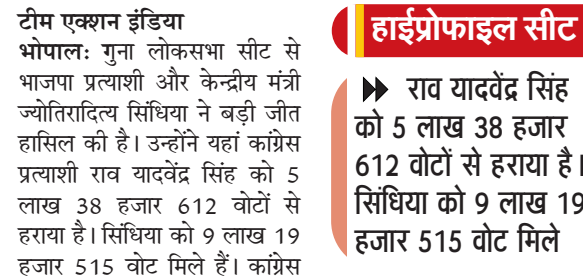 टीम एक्शन इंडिया
भोपालः गुना लोकसभा सीट से
भाजपा प्रत्याशी और केन्द्रीय मंत्री
ज्योतिरादित्य सिंधिया ने बड़ी जीत
हासिल की है। उन्होंने यहां कांग्रेस
प्रत्याशी राव यादवेंद्र सिंह को 5
लाख 38 हजार 612 वोटों से
हराया है। सिंधिया को 9 लाख 19
हजार 515 वोट मिले हैं। कांग्रेस
हाईप्रोफाइल सीट
राव यादवेंद्र सिंह
को 5 लाख 38 हजार
612 वोटों से हराया है।
सिंधिया को 9 लाख 19
हजार 515 वोट मिले